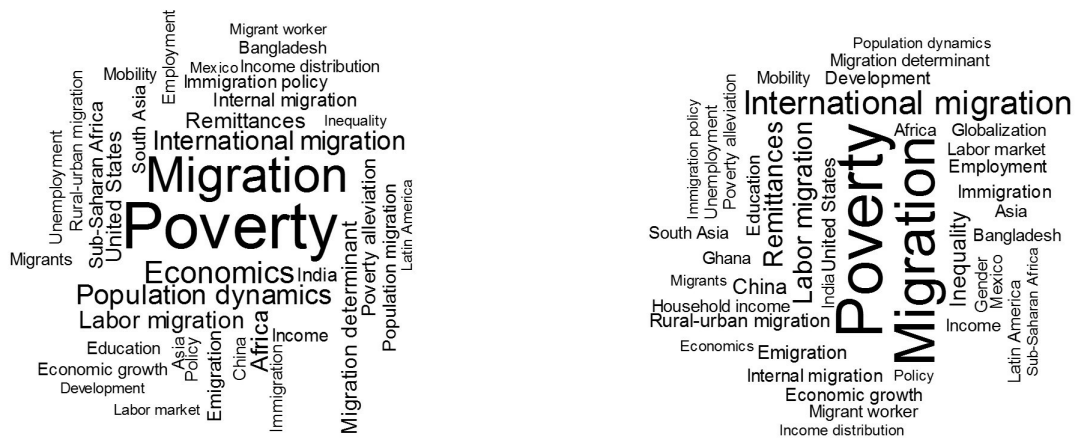 Migrant worker
Bangladesh
Mexico Income distribution
Mobility
Employment
Immigration policy
Internal migration
Remittances
Inequality
International migration
South Asia
Unemployment
Rural-urban migration
Sub-Saharan Africa
United States
Migration
Poverty
Poverty alleviation
Population migration
Latin America
Migrants
Economics
India
Population dynamics
Migration determinant
Labor migration
Income
Africa
Education
Asia
Policy
Emigration
China
Immigration
Economic growth
Development
Labor market
Population dynamics
Migration determinant
Mobility
Development
International migration
Immigration policy
Unemployment
Poverty alleviation
Education
Remittances
Labor migration
United States
India
Poverty
Migration
Africa
Globalization
Labor market
Employment
Immigration
Asia
Bangladesh
Inequality
Gender
Mexico
Latin America
Sub-Saharan Africa
South Asia
Ghana
Migrants
China
Household income
Rural-urban migration
Income
Economics
Emigration
Internal migration
Policy
Economic growth
Migrant worker
Income distribution